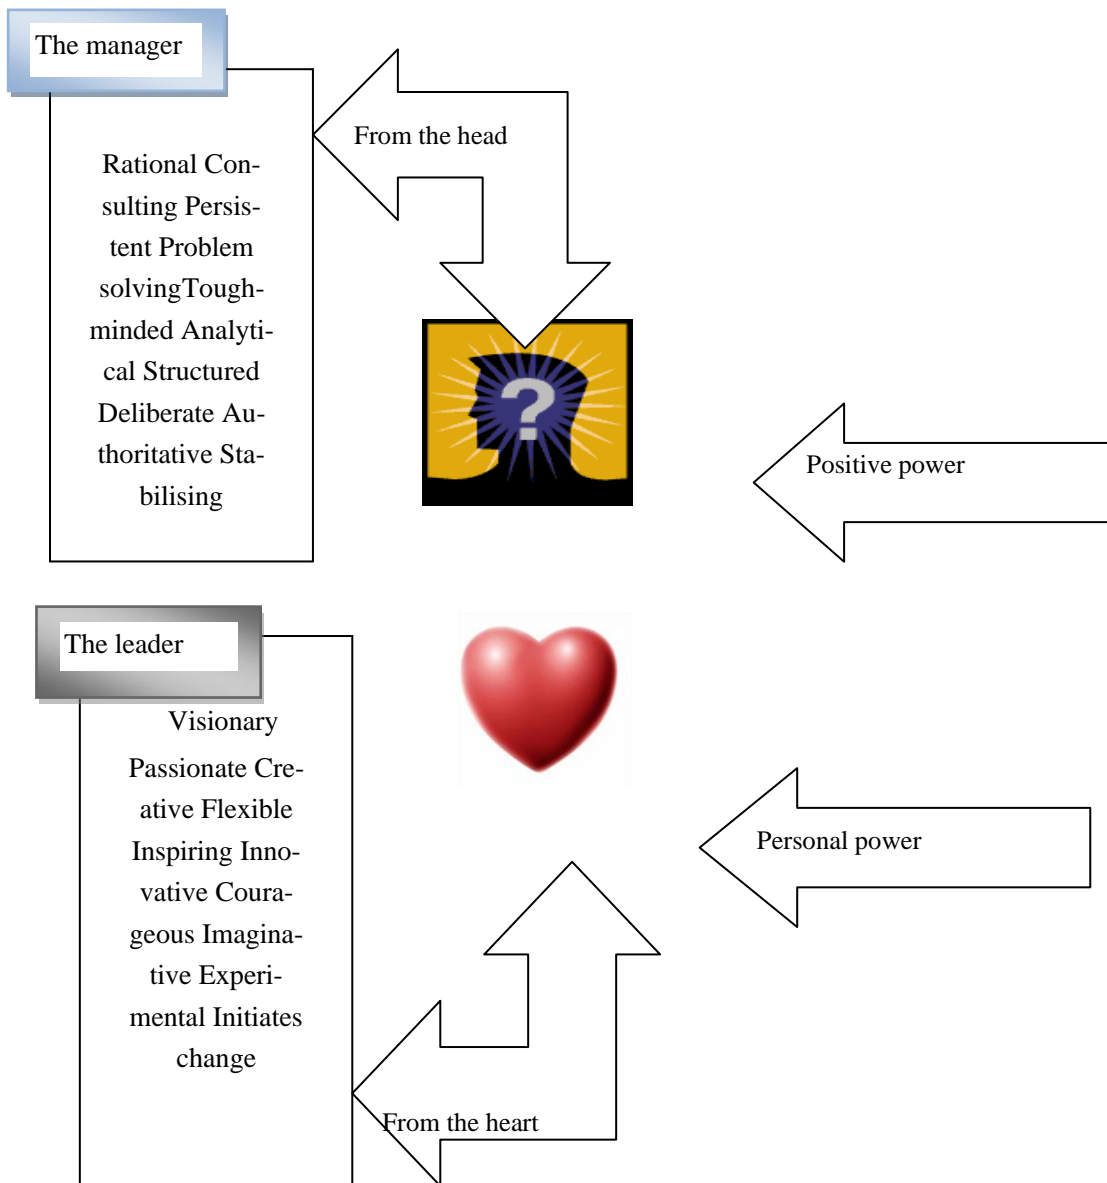 The manager
From the head
Rational Con-
sulting Persis-
tent Problem
solvingTough-
minded Analyti-
cal Structured
Deliberate Au-
thoritative Sta-
bilising
?
Positive power
The leader
Visionary
Passionate Cre-
ative Flexible
Inspiring Inno-
vative Coura-
geous Imagina-
tive Experi-
mental Initiates
change
Personal power
From the heart